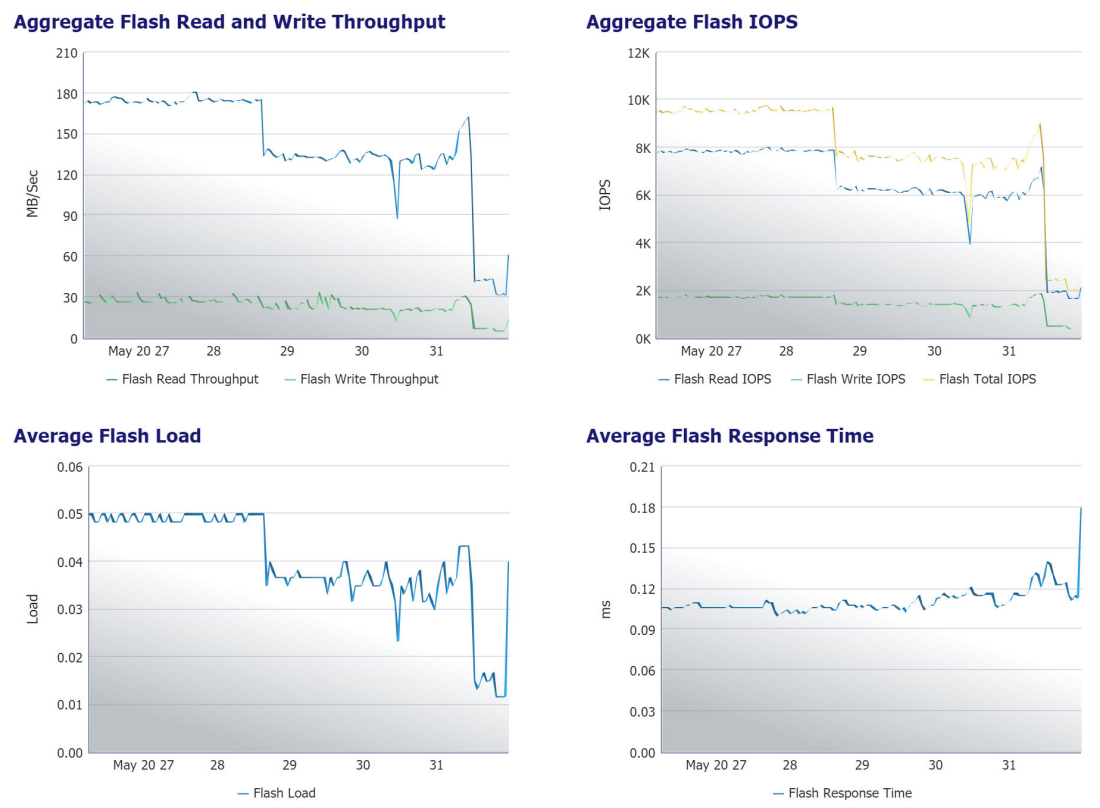 Aggregate Flash Read and Write Throughput
210
180
150
120
90
60
30
0
MB/Sec
May 20 27 28 29 30 31
Flash Read Throughput Flash Write Throughput
Aggregate Flash IOPS
12K
10K
8K
6K
4K
2K
0K
IOPS
May 20 27 28 29 30 31
Flash Read IOPS Flash Write IOPS Flash Total IOPS
Average Flash Load
0.06
0.05
0.04
0.03
0.02
0.01
0.00
Load
May 20 27 28 29 30 31
Flash Load
Average Flash Response Time
0.21
0.18
0.15
0.12
0.09
0.06
0.03
0.00
ms
May 20 27 28 29 30 31
Flash Response Time